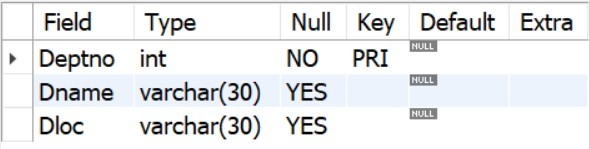 Field Type Null Key Default Extra
Deptno int NO PRI NULL
Dname varchar(30) YES NULL
Dloc varchar(30) YES NULL